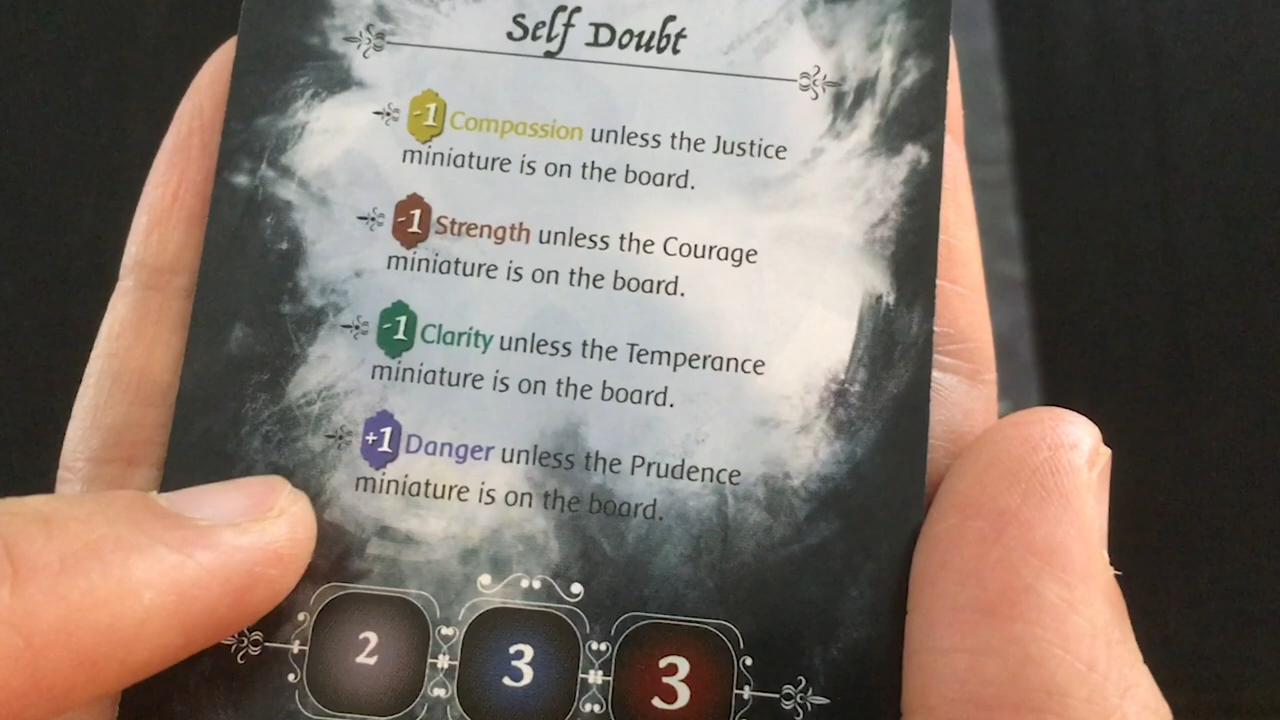 Self Doubt
-1 Compassion unless the Justice
miniature is on the board.
-1 Strength unless the Courage
miniature is on the board.
-1 Clarity unless the Temperance
miniature is on the board.
+1 Danger unless the Prudence
miniature is on the board.
2 3 3